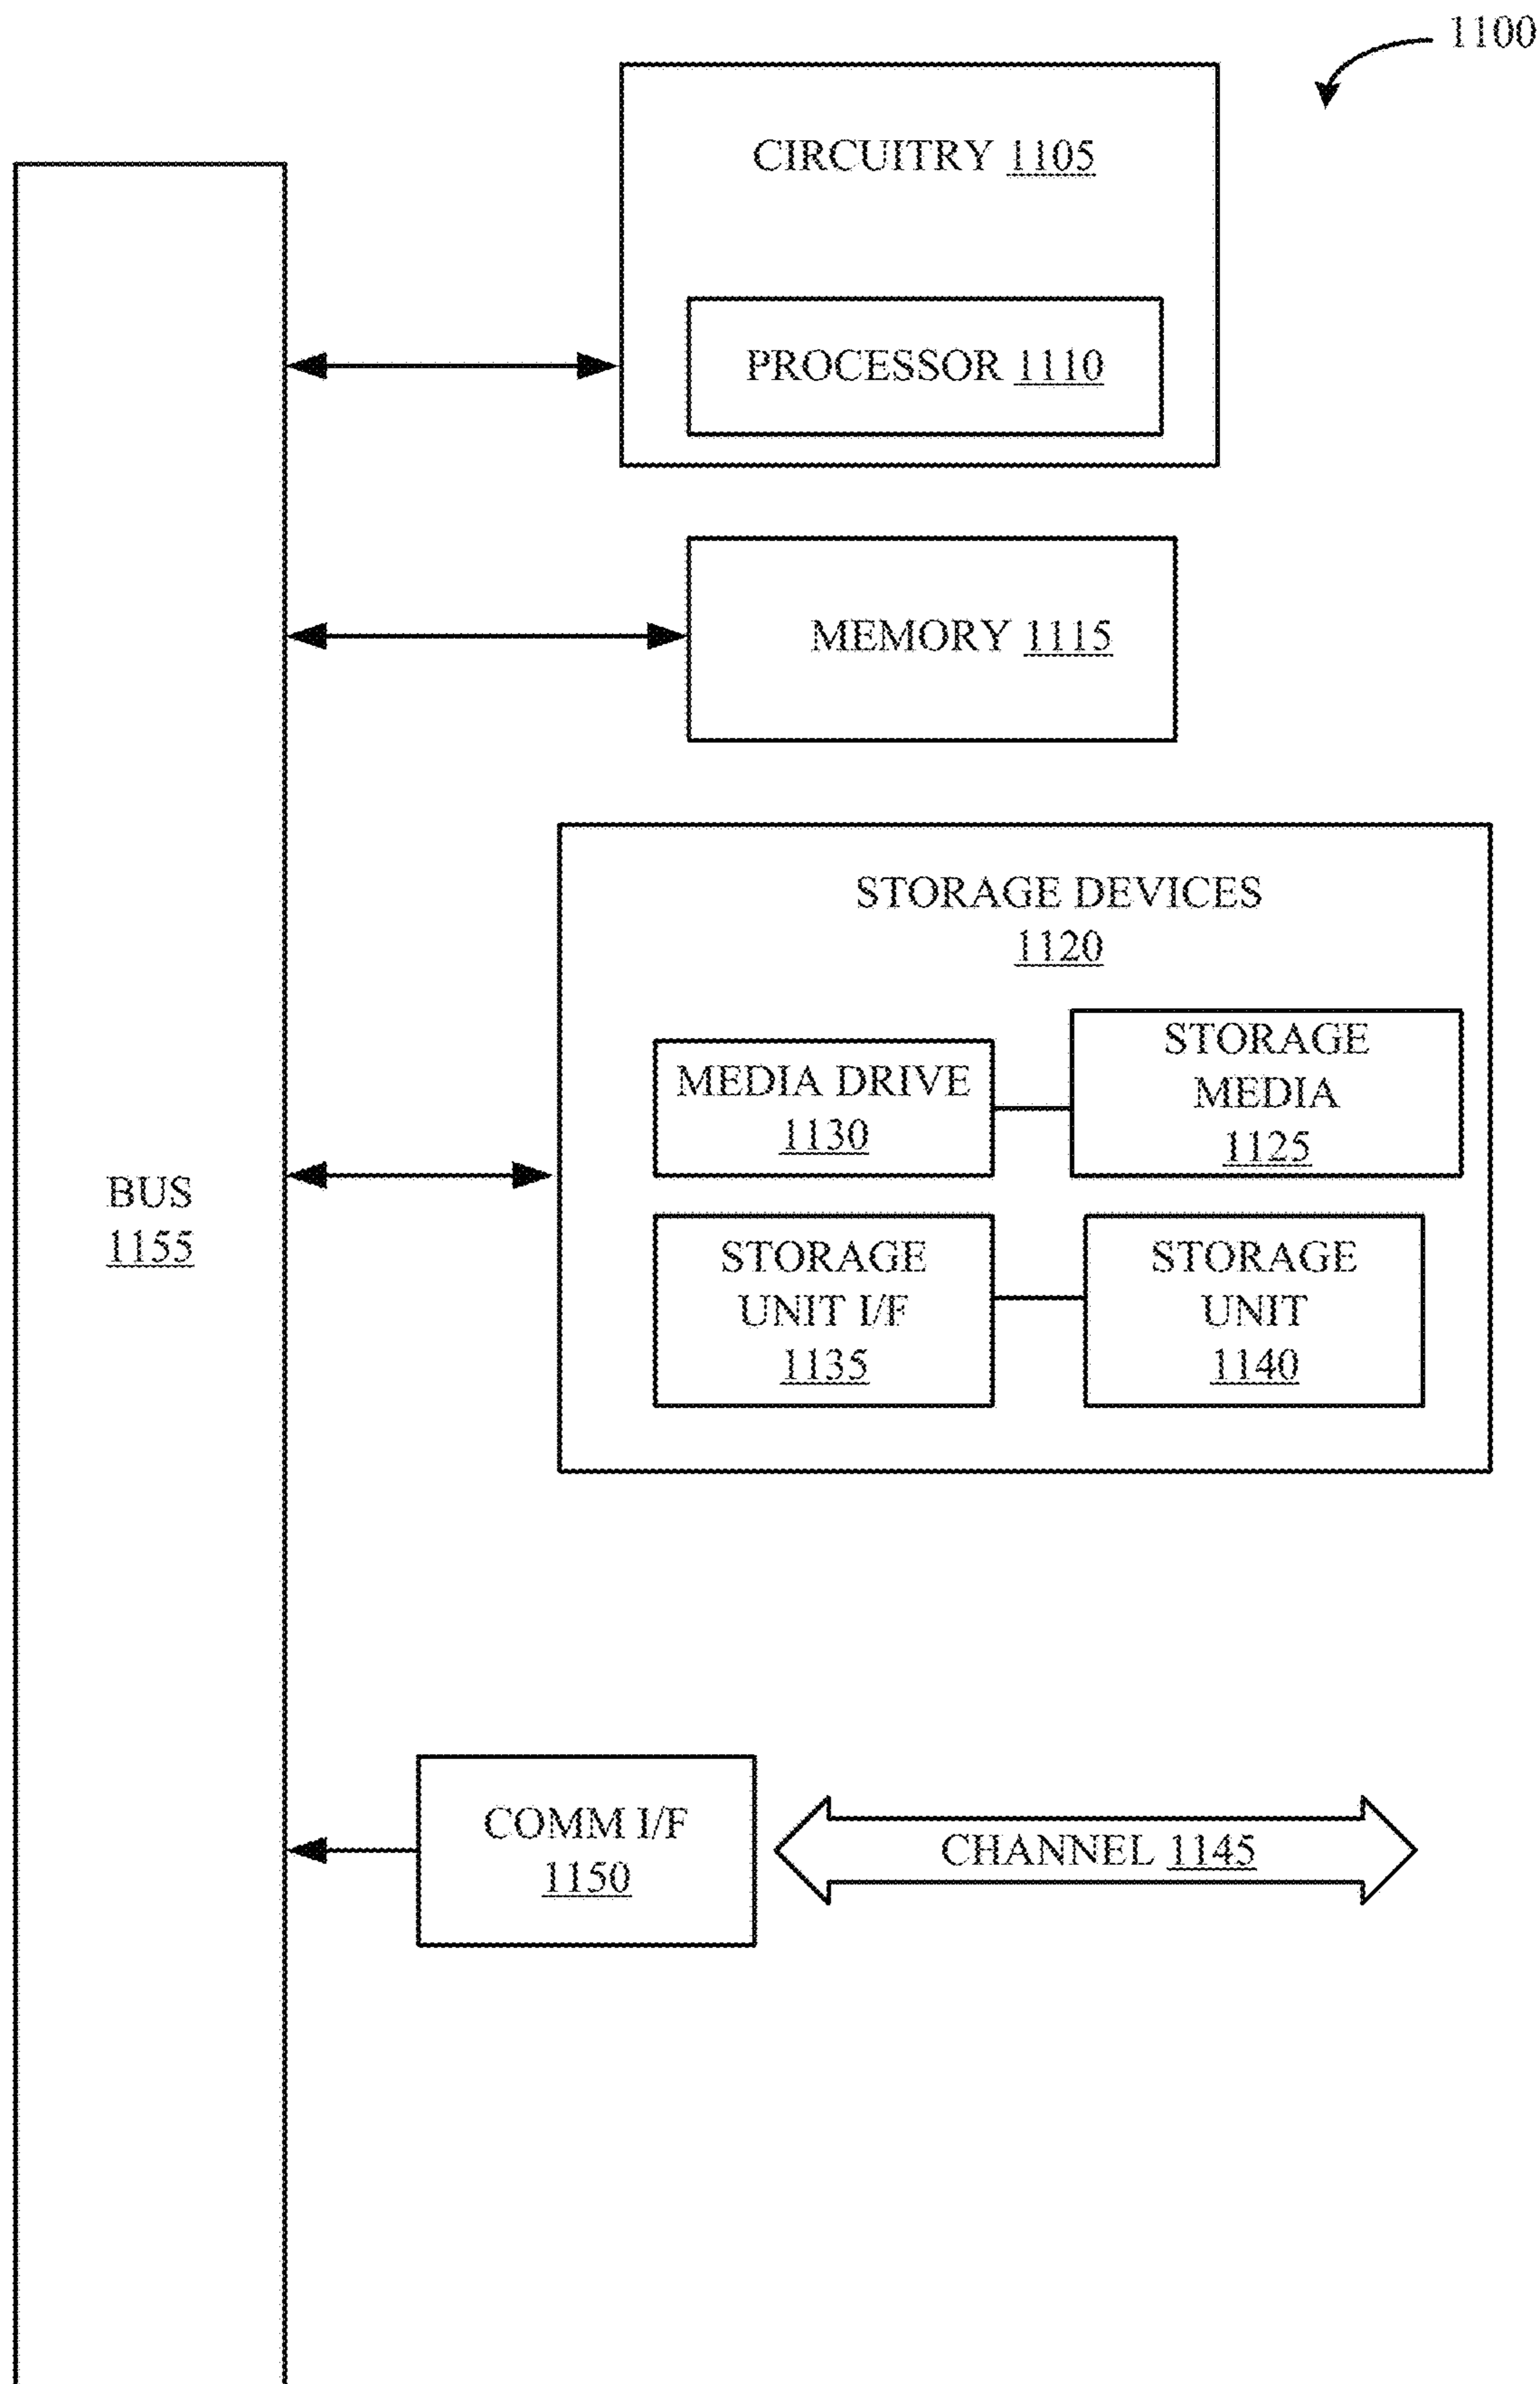 1100
CIRCUITRY 1105
PROCESSOR 1110
MEMORY 1115
STORAGE DEVICES
1120
MEDIA DRIVE
1130
STORAGE
MEDIA
1125
STORAGE
UNIT I/F
1135
STORAGE
UNIT
1140
BUS
1155
COMM I/F
1150
CHANNEL 1145